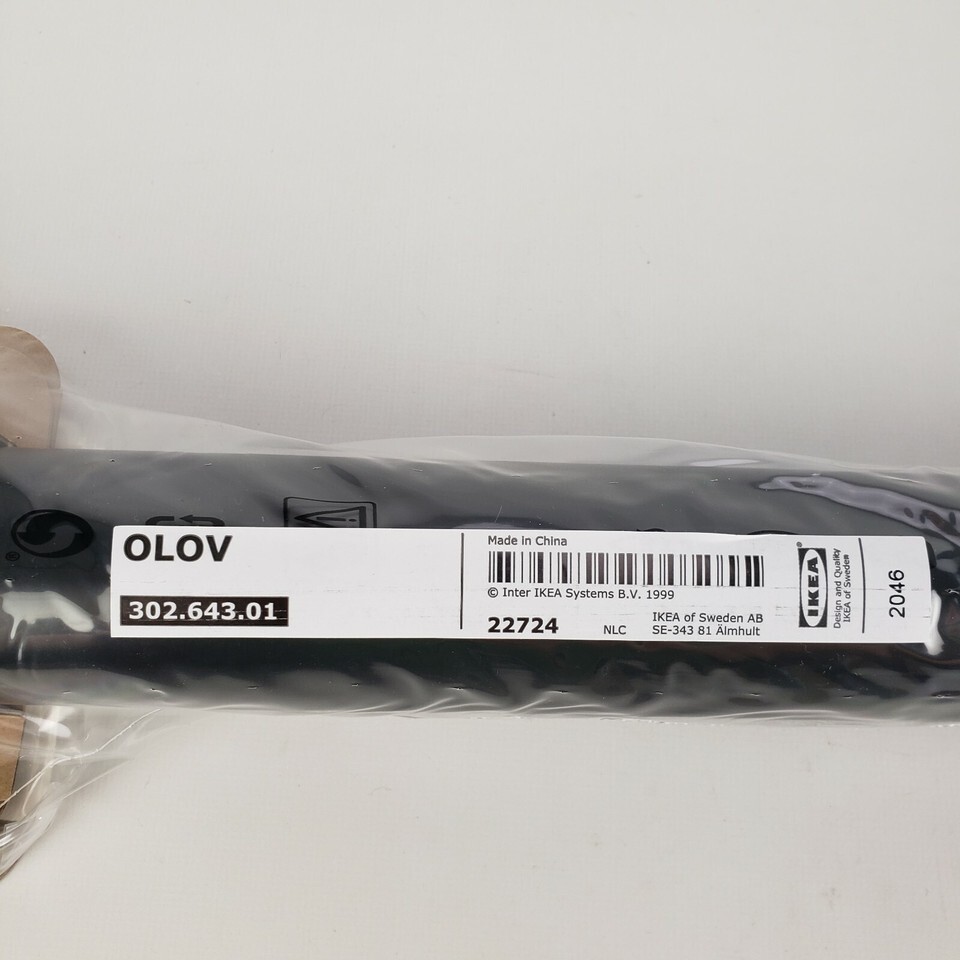 OLOV
302.643.01
Made in China
© Inter IKEA Systems B.V. 1999
22724
NLC
IKEA of Sweden AB
SE-343 81 Älmhult
IKEA®
Design and Quality
IKEA of Sweden
2046